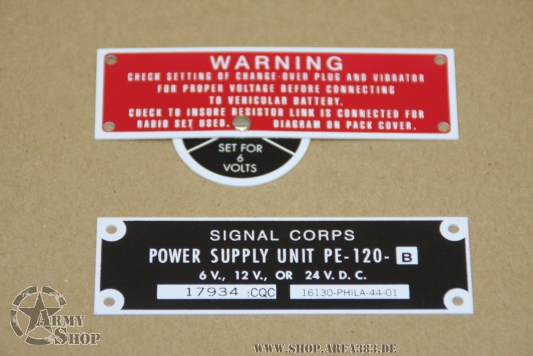 WARNING
CHECK SETTING OF CHANGE-OVER PLUG AND VIBRATOR
FOR PROPER VOLTAGE BEFORE CONNECTING
TO VEHICULAR BATTERY.
CHECK TO INSURE RESISTOR LINK IS CONNECTED FOR
RADIO SET USED. DIAGRAM ON PACK COVER.
SET FOR
6
VOLTS
SIGNAL CORPS
POWER SUPPLY UNIT PE-120- B
6 V., 12 V., OR 24 V. D. C.
17934 :CQC 16130-PHILA-44-01
ARMY
SHOP
WWW.SHOP.AREA383.DE